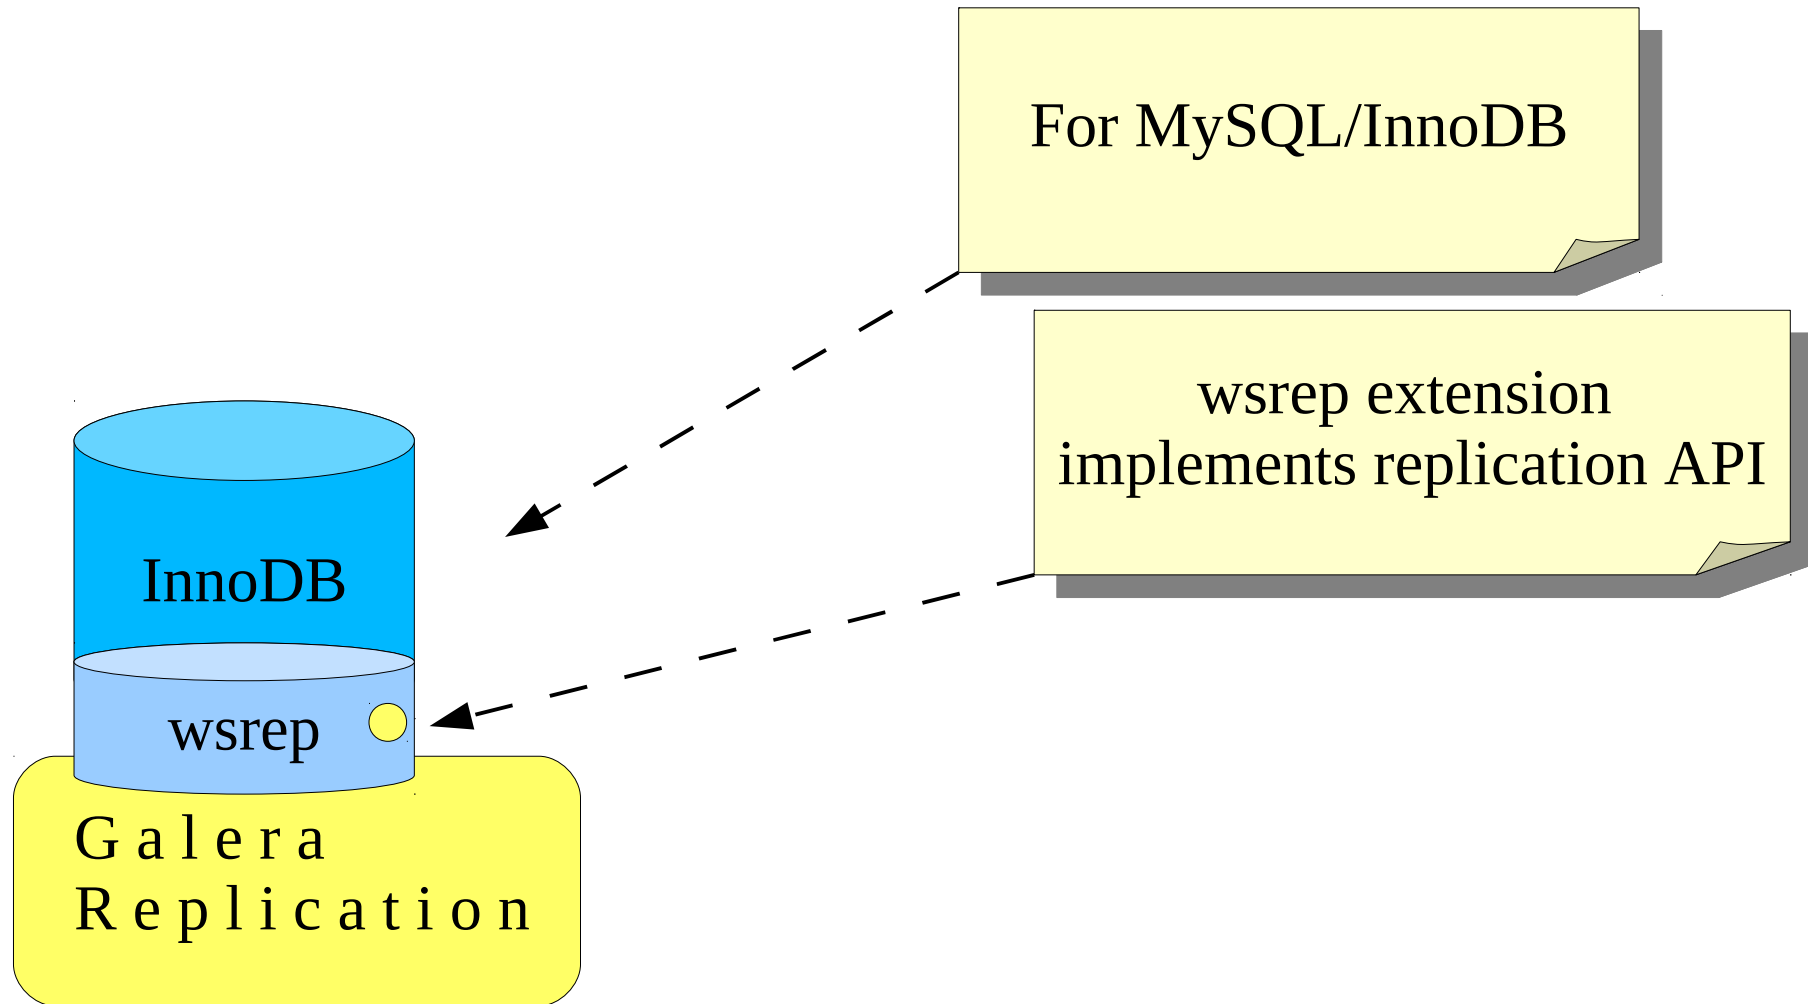 For MySQL/InnoDB
wsrep extension
implements replication API
InnoDB
wsrep
Galera
Replication